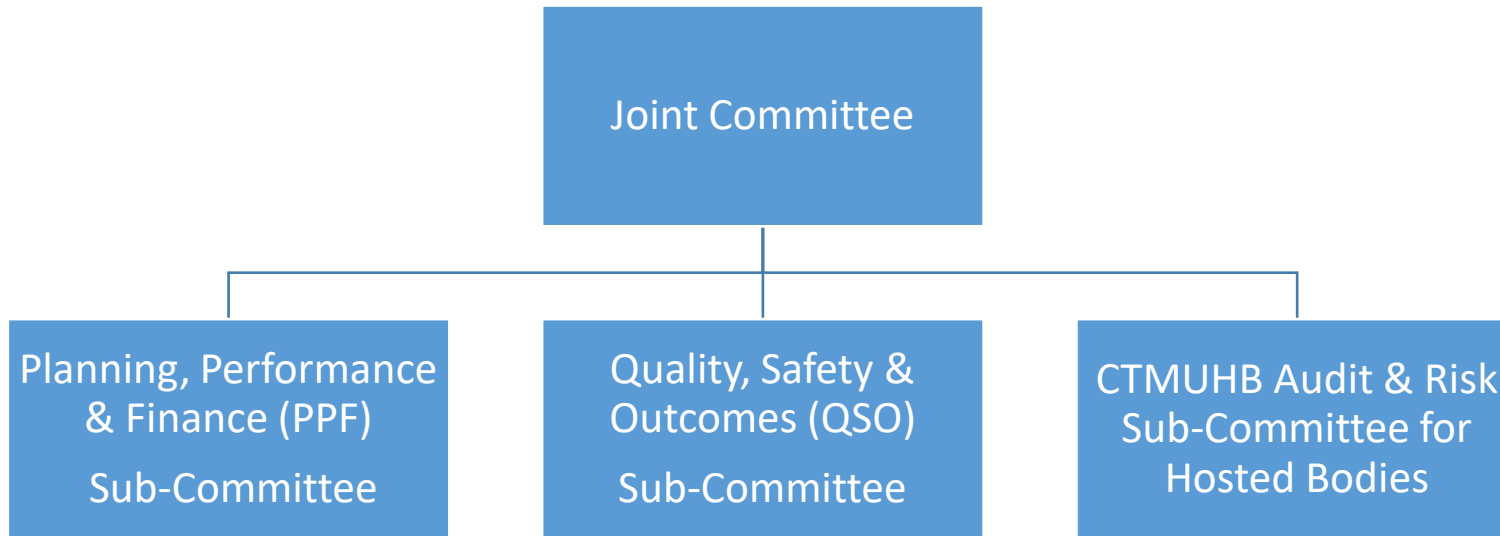 Joint Committee
Planning, Performance
& Finance (PPF)
Sub-Committee
Quality, Safety &
Outcomes (QSO)
Sub-Committee
CTMUHB Audit & Risk
Sub-Committee for
Hosted Bodies